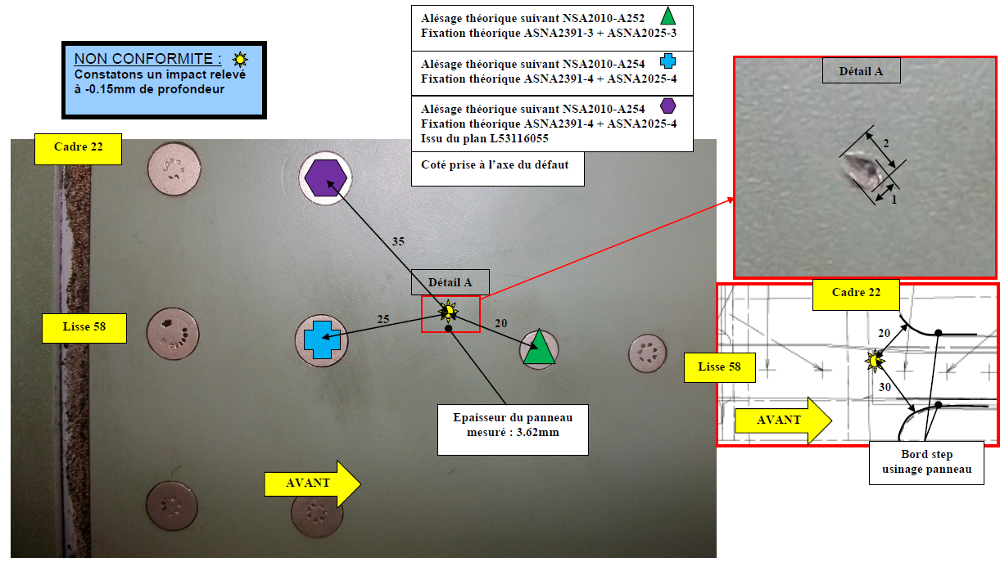 Alésage théorique suivant NSA2010-A252
Fixation théorique ASNA2391-3 + ASNA2025-3
Alésage théorique suivant NSA2010-A254
Fixation théorique ASNA2391-4 + ASNA2025-4
Alésage théorique suivant NSA2010-A254
Fixation théorique ASNA2391-4 + ASNA2025-4
Issu du plan L53116055
Coté prise à l’axe du défaut
NON CONFORMITE :
Constatons un impact relevé
à -0.15mm de profondeur
Détail A
2
1
Cadre 22
35
Détail A
25
20
Lisse 58
Epaisseur du panneau
mesuré : 3.62mm
AVANT
Cadre 22
20
Lisse 58
30
AVANT
Bord step
usinage panneau